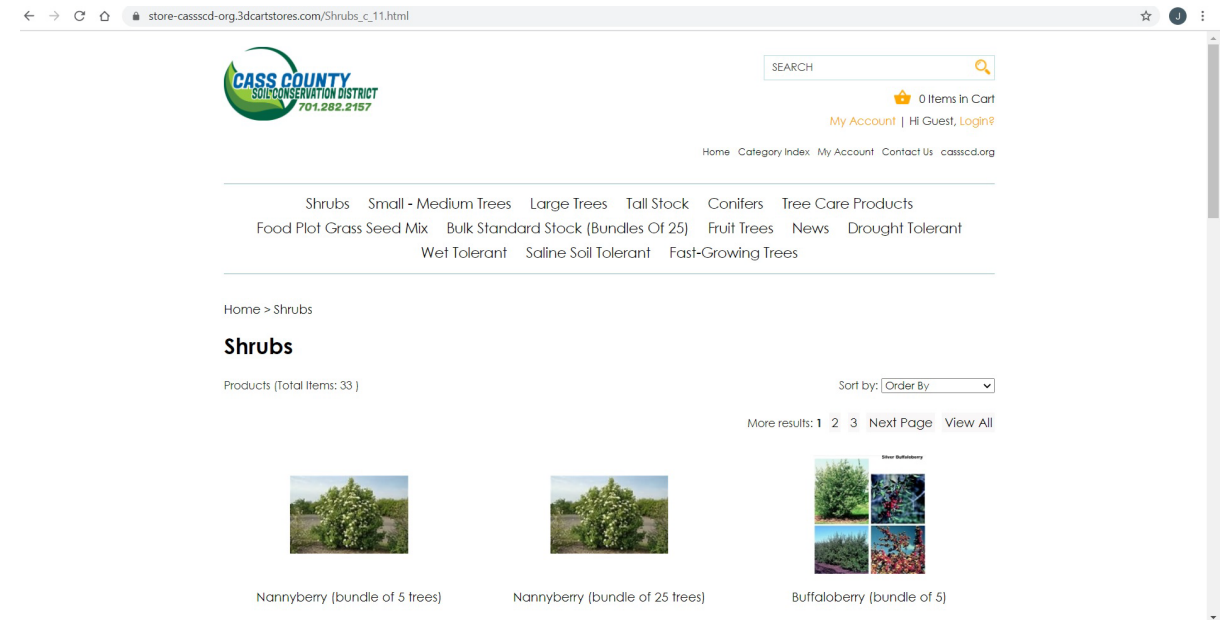 store-cassscd-org.3dcartstores.com/Shrubs_c_11.html
J
CASS COUNTY
SOIL CONSERVATION DISTRICT
701.282.2157
SEARCH
0 Items in Cart
My Account | Hi Guest, Login?
Home Category Index My Account Contact Us cassscd.org
Shrubs Small - Medium Trees Large Trees Tall Stock Conifers Tree Care Products
Food Plot Grass Seed Mix Bulk Standard Stock (Bundles Of 25) Fruit Trees News Drought Tolerant
Wet Tolerant Saline Soil Tolerant Fast-Growing Trees
Home > Shrubs
Shrubs
Products (Total Items: 33 )
Sort by: Order By
More results: 1 2 3 Next Page View All
Silver Buffaloberry
Nannyberry (bundle of 5 trees) Nannyberry (bundle of 25 trees) Buffaloberry (bundle of 5)